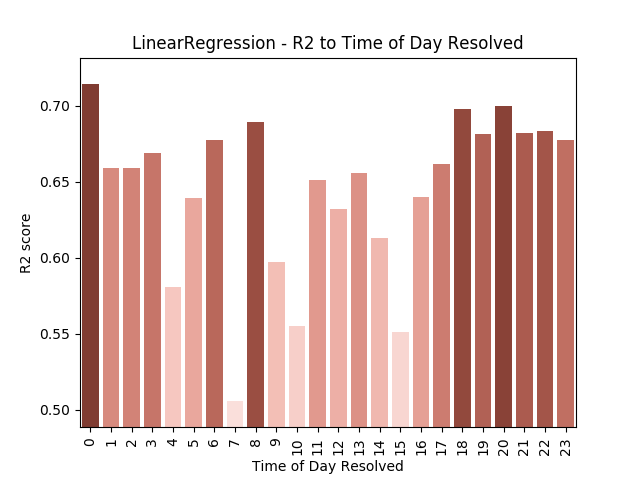 LinearRegression - R2 to Time of Day Resolved
R2 score
0.70
0.65
0.60
0.55
0.50
0 1 2 3 4 5 6 7 8 9 10 11 12 13 14 15 16 17 18 19 20 21 22 23
Time of Day Resolved